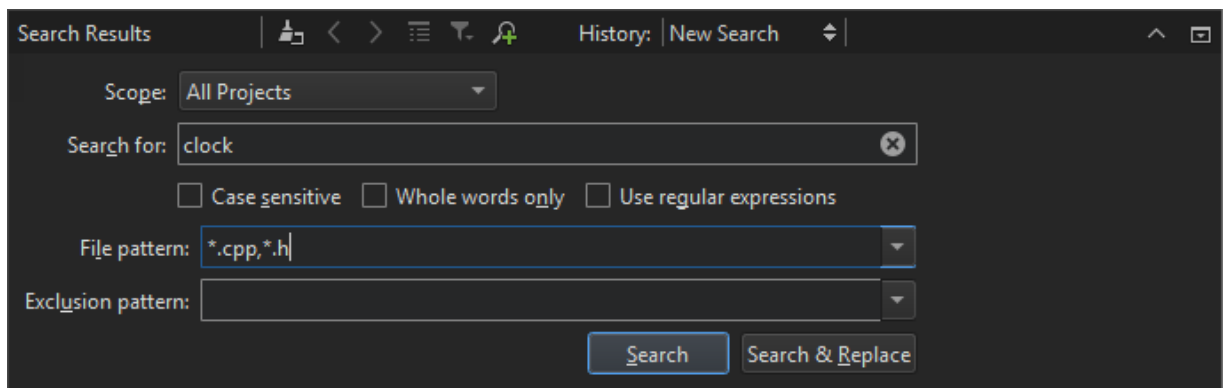 Search Results History: New Search
Scope: All Projects
Search for: clock
Case sensitive Whole words only Use regular expressions
File pattern: *.cpp,*.h
Exclusion pattern:
Search Search & Replace